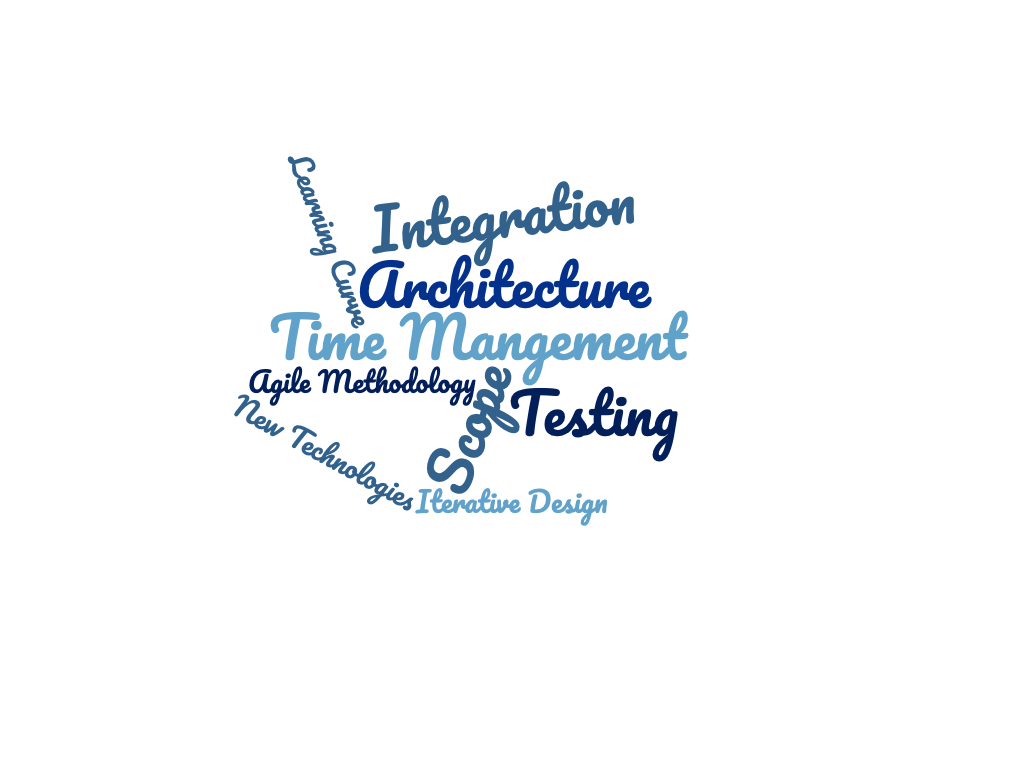 Learning Curve
Integration
Architecture
Time Mangement
Agile Methodology
Scope
Testing
New Technologies
Iterative Design